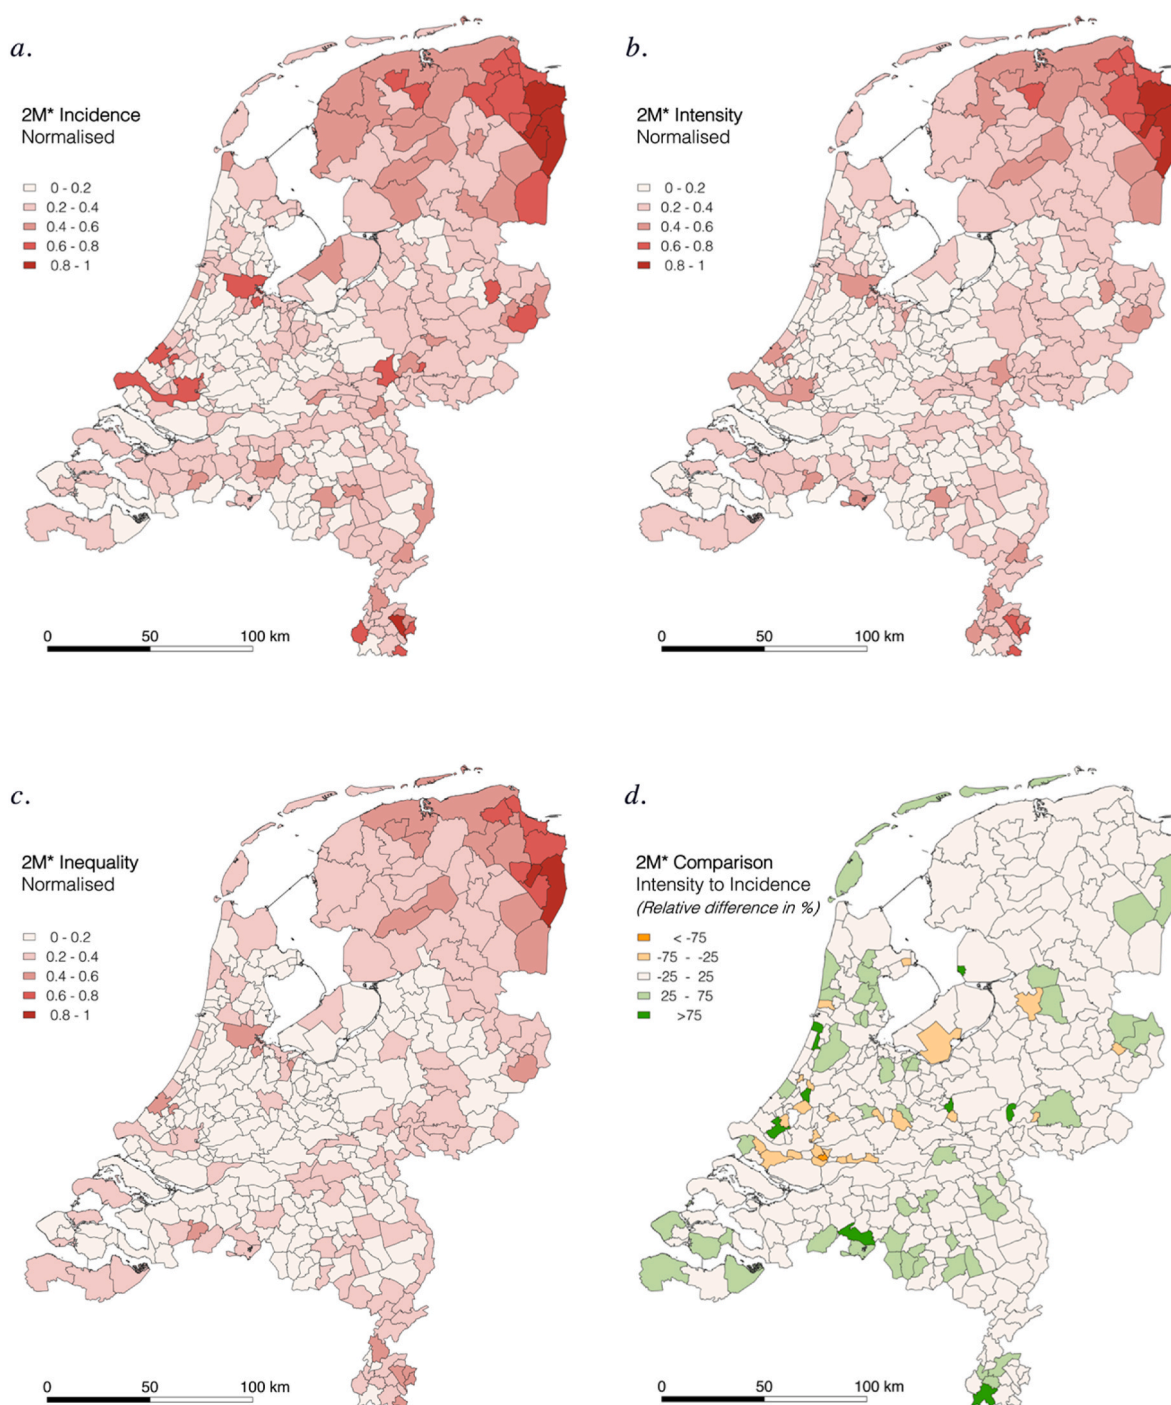 a.
2M* Incidence
Normalised
0 - 0.2
0.2 - 0.4
0.4 - 0.6
0.6 - 0.8
0.8 - 1
0 50 100 km
b.
2M* Intensity
Normalised
0 - 0.2
0.2 - 0.4
0.4 - 0.6
0.6 - 0.8
0.8 - 1
0 50 100 km
c.
2M* Inequality
Normalised
0 - 0.2
0.2 - 0.4
0.4 - 0.6
0.6 - 0.8
0.8 - 1
0 50 100 km
d.
2M* Comparison
Intensity to Incidence
(Relative difference in %)
< -75
-75 - -25
-25 - 25
25 - 75
>75
0 50 100 km